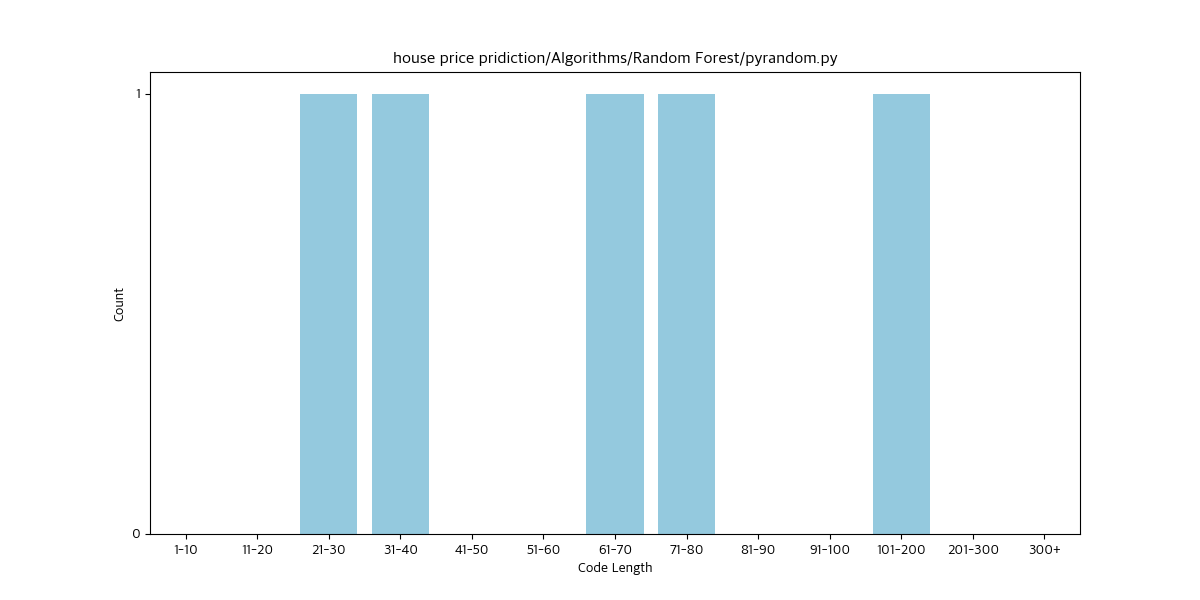 house price pridiction/Algorithms/Random Forest/pyrandom.py
1
Count
0
1-10 11-20 21-30 31-40 41-50 51-60 61-70 71-80 81-90 91-100 101-200 201-300 300+
Code Length